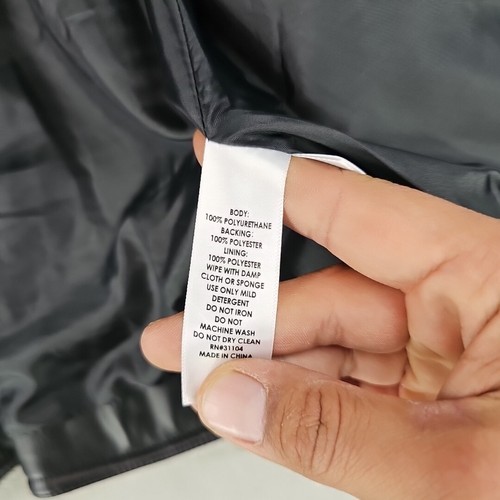 BODY:
100% POLYURETHANE
BACKING:
100% POLYESTER
LINING:
100% POLYESTER
WIPE WITH DAMP
CLOTH OR SPONGE
USE ONLY MILD
DETERGENT
DO NOT IRON
DO NOT
MACHINE WASH
DO NOT DRY CLEAN
RN#31104
MADE IN CHINA